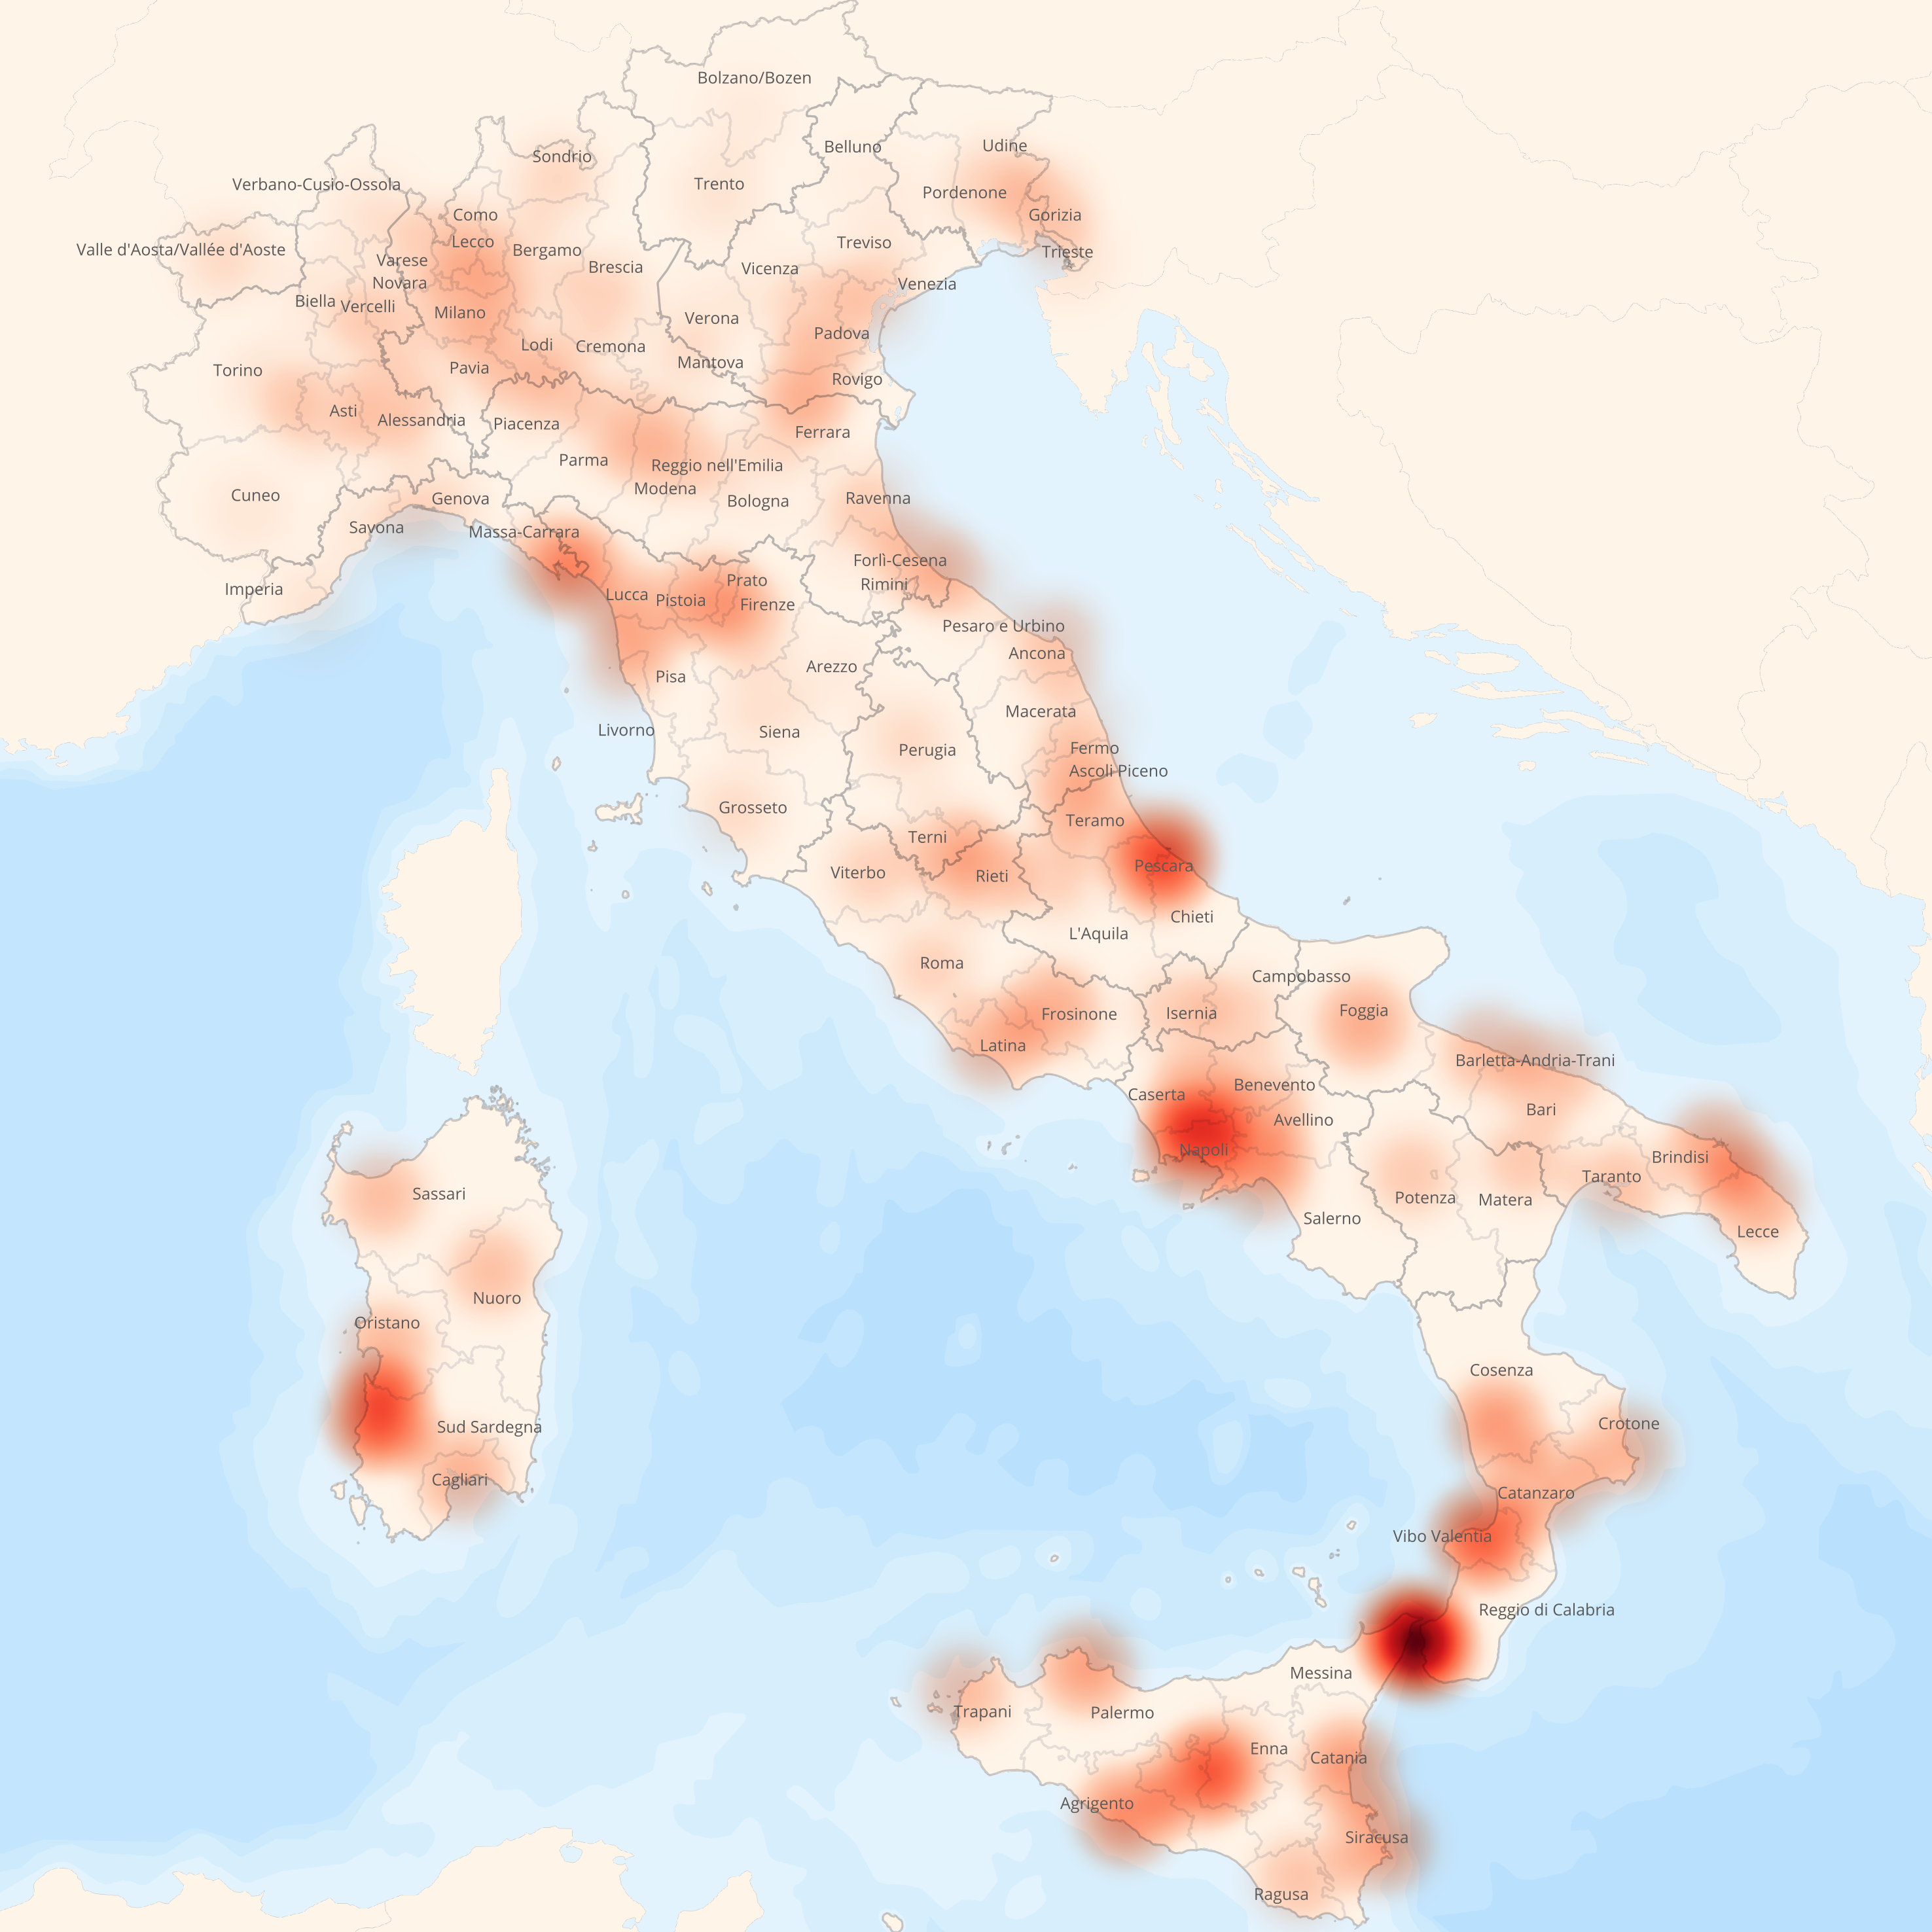 Bolzano/Bozen
Belluno
Udine
Sondrio
Trento
Verbano-Cusio-Ossola
Pordenone
Como
Gorizia
Lecco
Treviso
Valle d'Aosta/Vallée d'Aoste
Bergamo
Trieste
Varese
Brescia
Vicenza
Novara
Venezia
Biella
Vercelli
Milano
Verona
Padova
Lodi
Cremona
Mantova
Torino
Pavia
Rovigo
Asti
Alessandria
Piacenza
Ferrara
Parma
Reggio nell'Emilia
Modena
Cuneo
Genova
Bologna
Ravenna
Savona
Massa-Carrara
Forlì-Cesena
Prato
Rimini
Imperia
Lucca
Pistoia
Firenze
Pesaro e Urbino
Ancona
Arezzo
Pisa
Macerata
Livorno
Siena
Perugia
Fermo
Ascoli Piceno
Grosseto
Teramo
Terni
Pescara
Viterbo
Rieti
Chieti
L'Aquila
Roma
Campobasso
Foggia
Isernia
Frosinone
Latina
Barletta-Andria-Trani
Benevento
Caserta
Bari
Avellino
Napoli
Brindisi
Taranto
Sassari
Potenza
Matera
Salerno
Lecce
Nuoro
Oristano
Cosenza
Crotone
Sud Sardegna
Cagliari
Catanzaro
Vibo Valentia
Reggio di Calabria
Messina
Trapani
Palermo
Enna
Catania
Agrigento
Siracusa
Ragusa